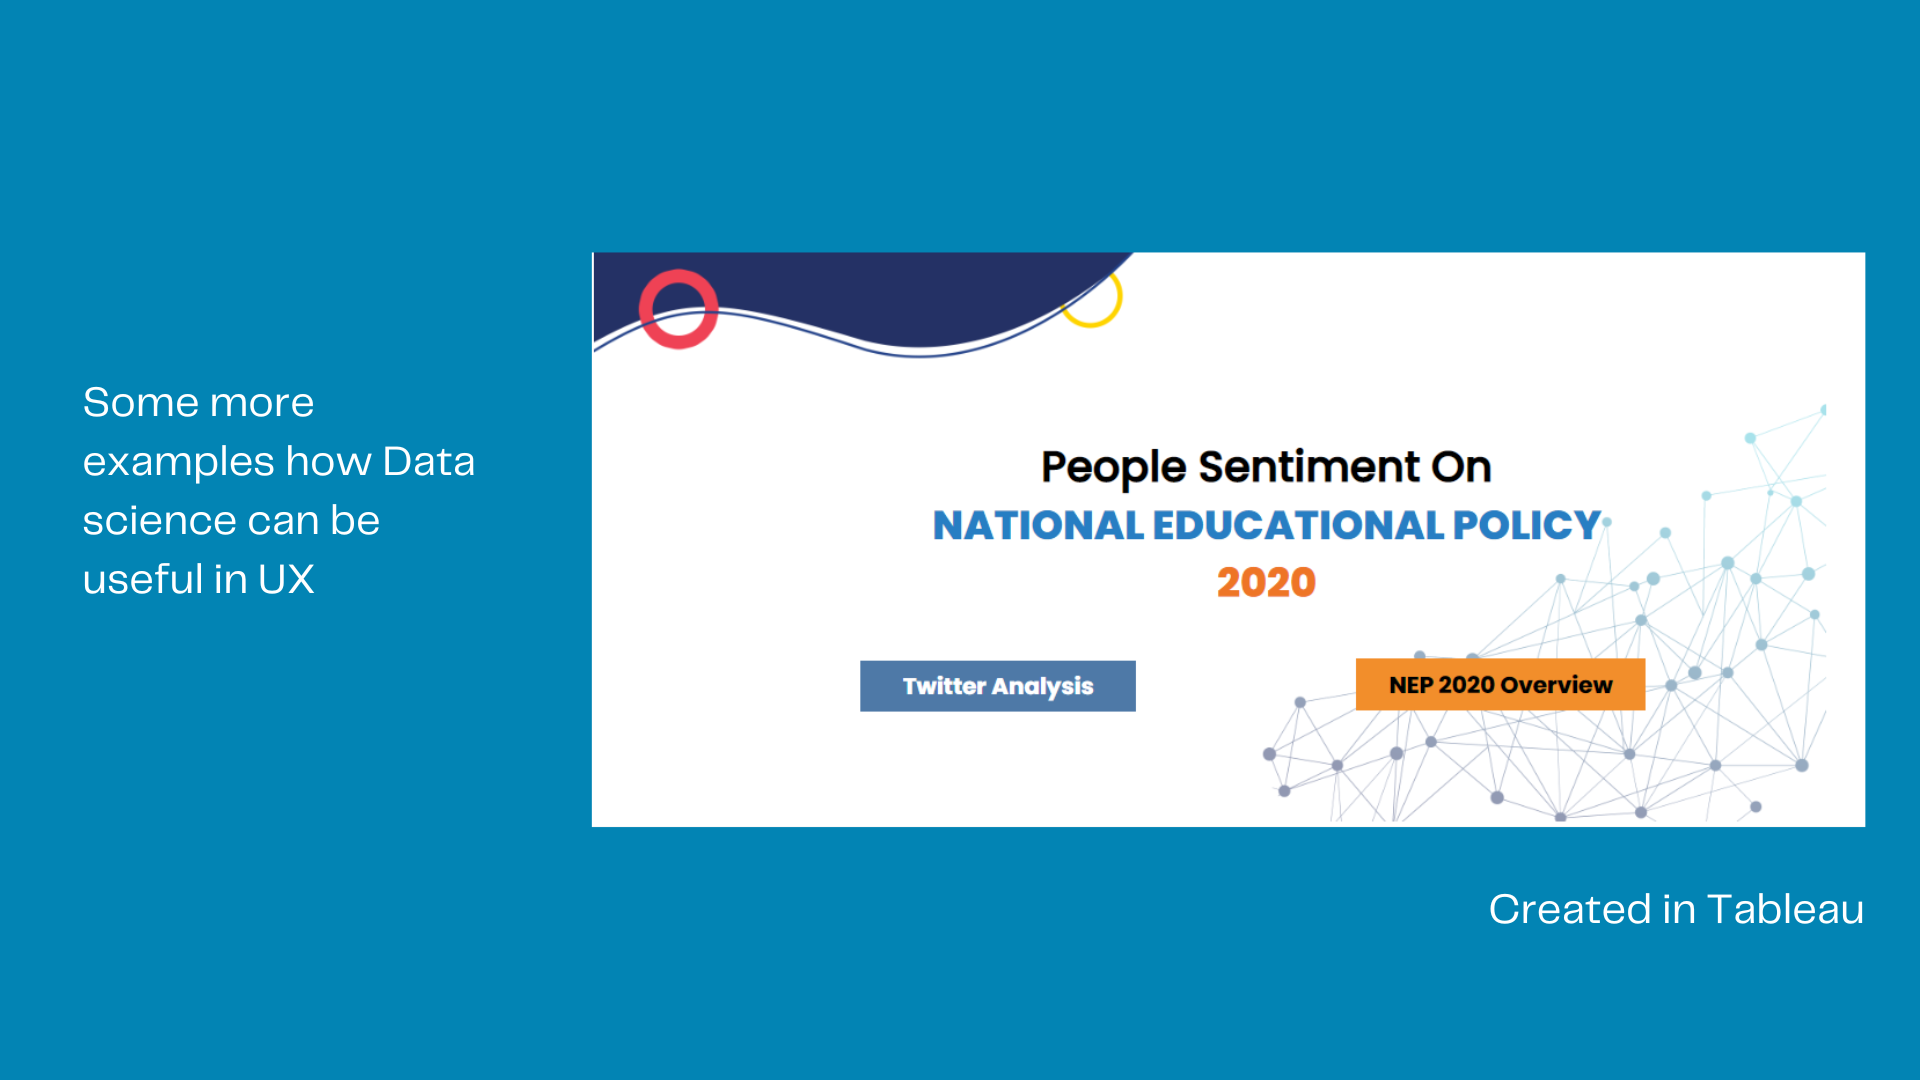 Some more
examples how Data
science can be
useful in UX
People Sentiment On
NATIONAL EDUCATIONAL POLICY
2020
Twitter Analysis
NEP 2020 Overview
Created in Tableau